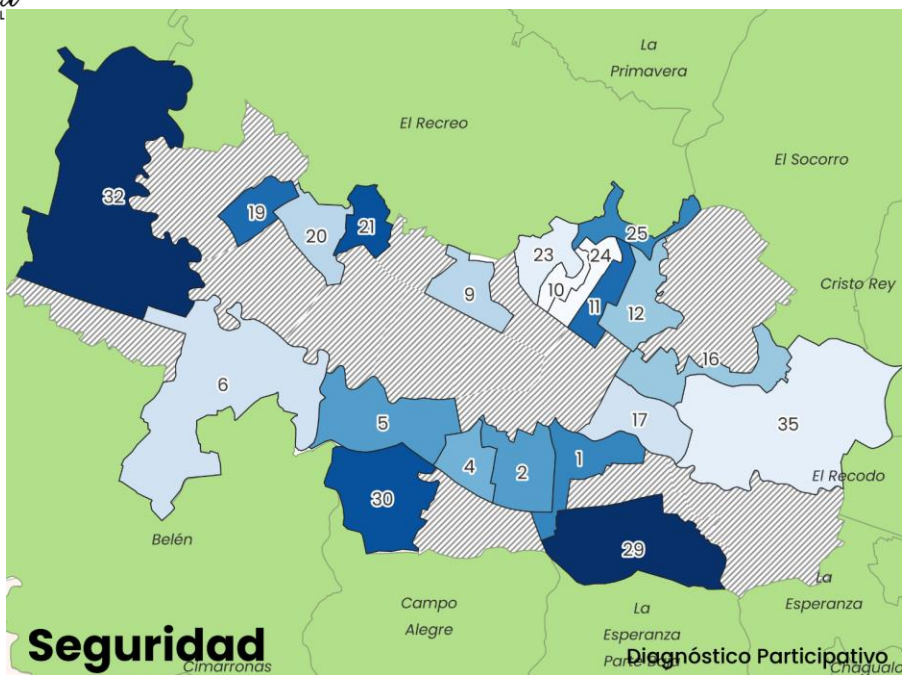 La
Primavera
El Recreo
El Socorro
32
19
20
21
25
23
24
9
10
11
12
Cristo Rey
16
6
5
17
35
4
2
1
El Recodo
30
29
Belén
La
Esperanza
Campo
Alegre
La
Esperanza
Parte Baja
Seguridad
Diagnóstico Participativo
Cimarronas